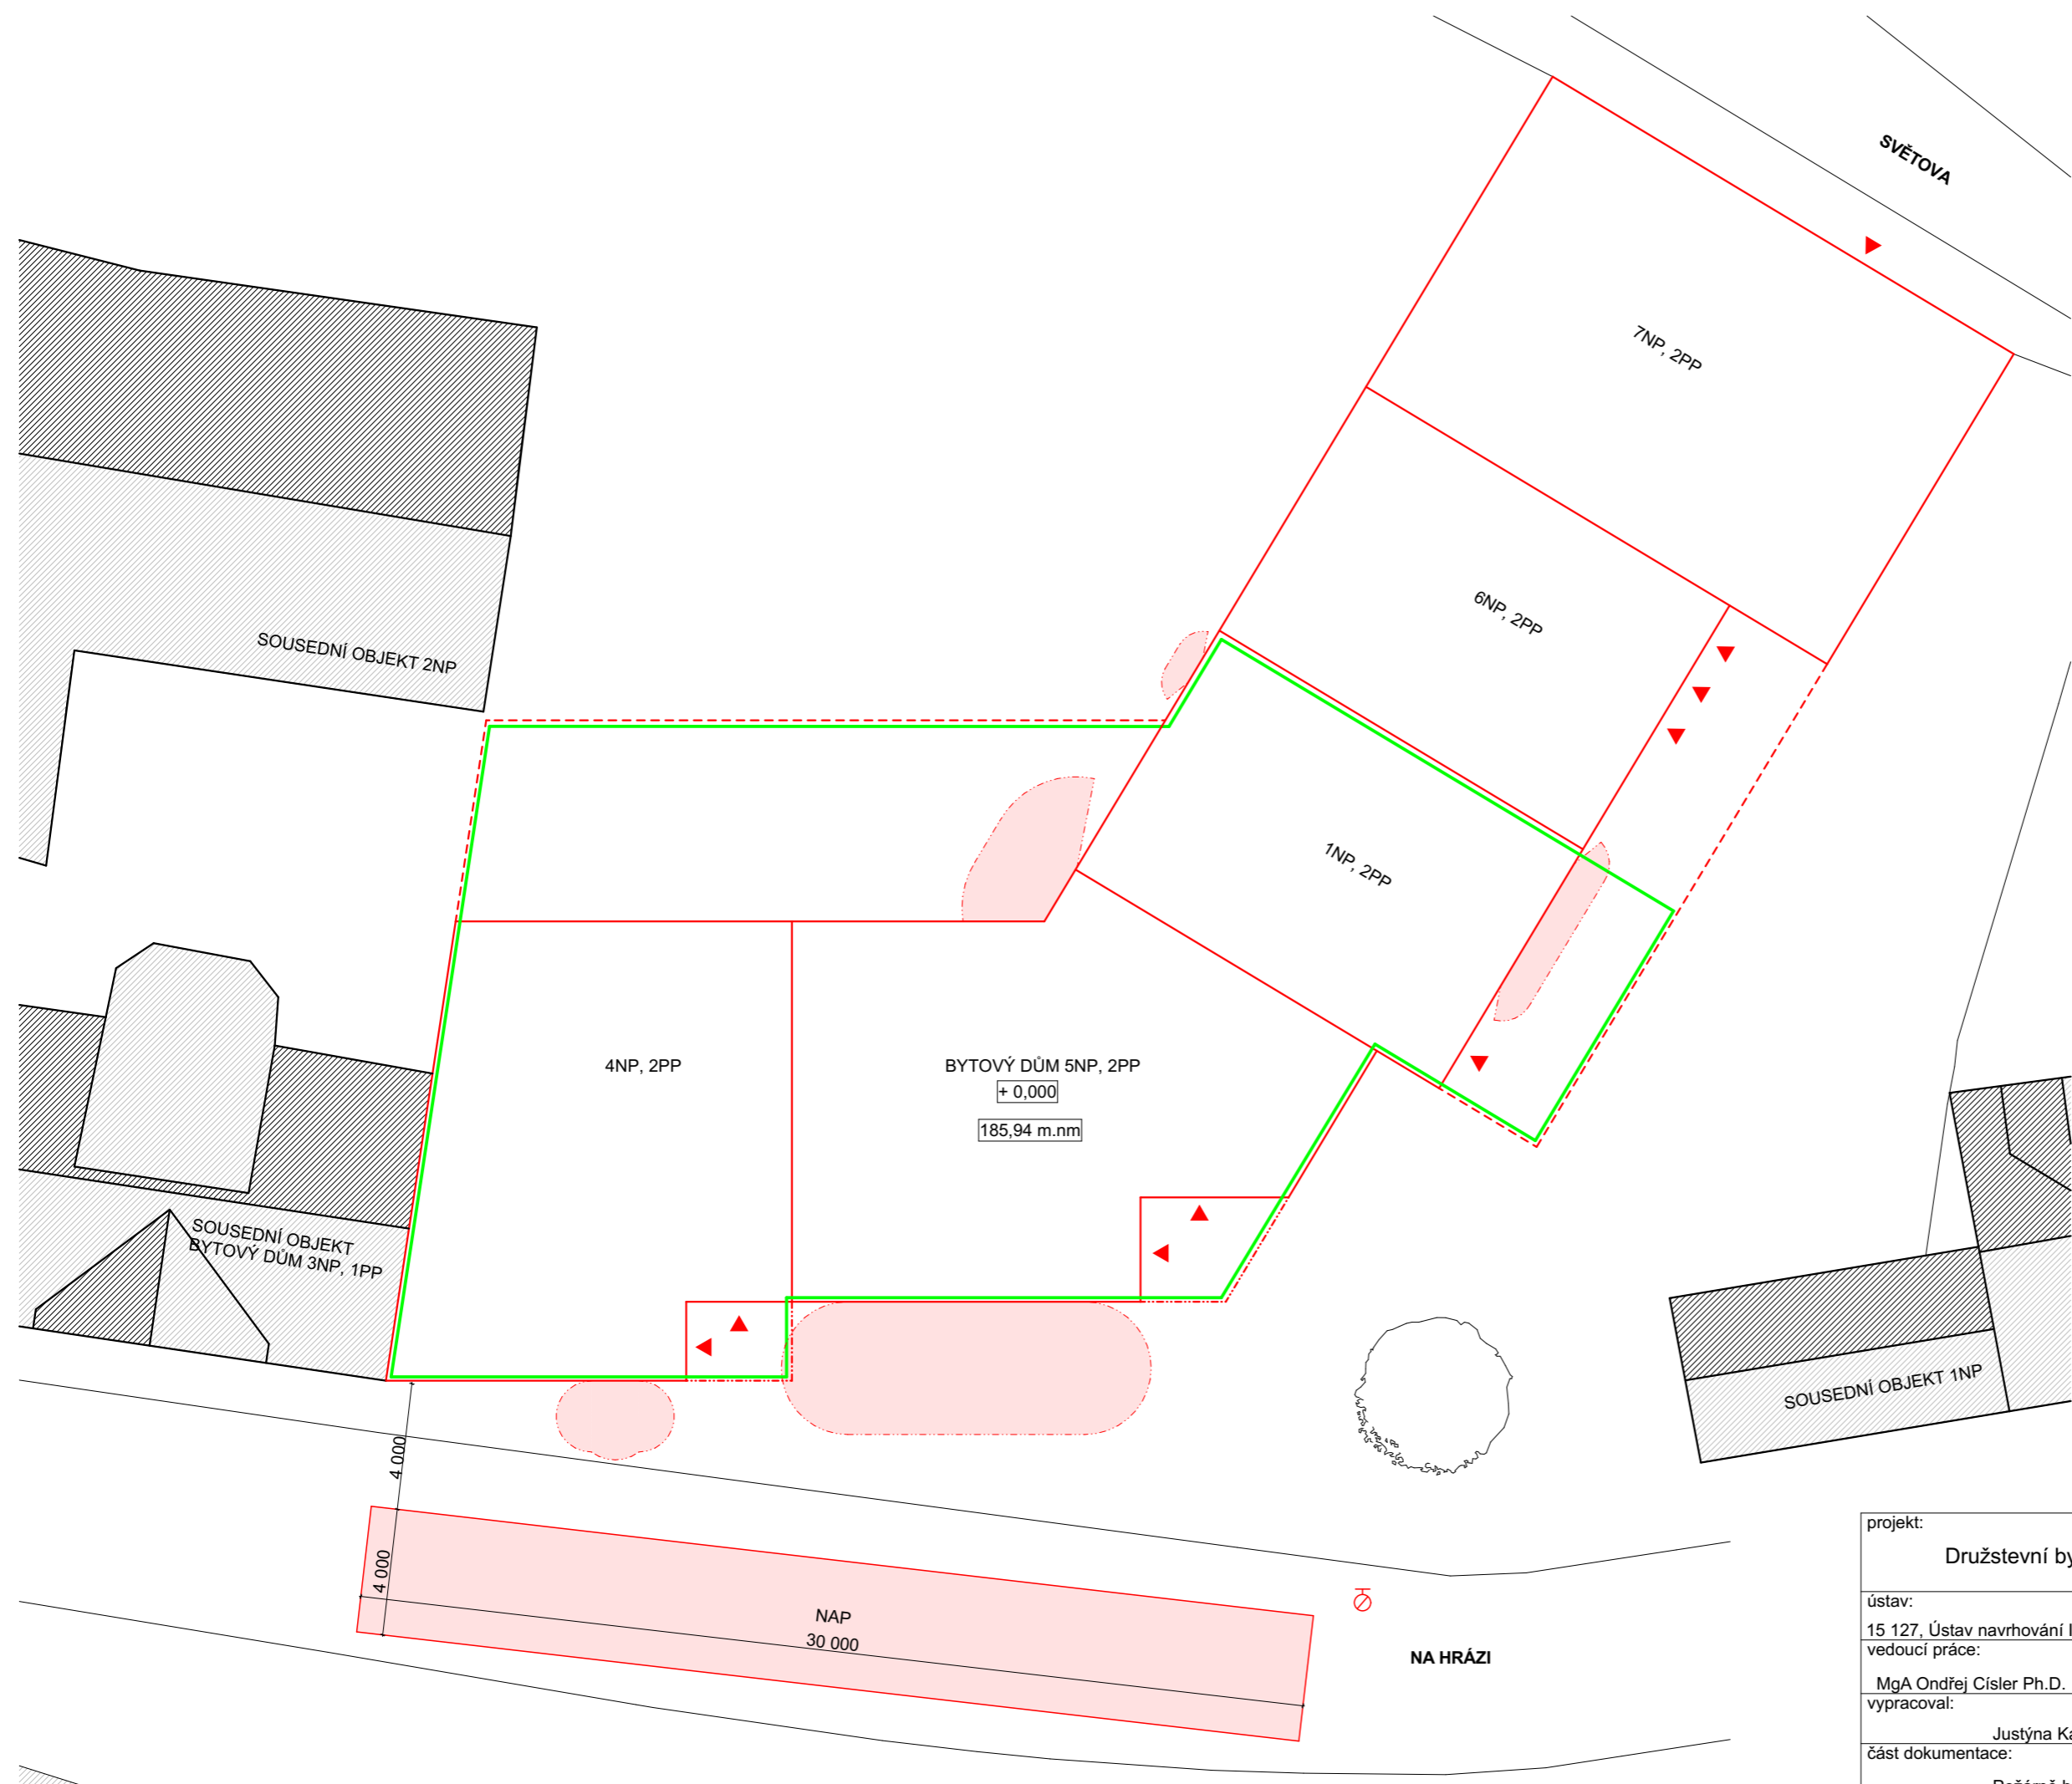 SVĚTOVA
7NP, 2PP
6NP, 2PP
SOUSEDNÍ OBJEKT 2NP
1NP, 2PP
4NP, 2PP
BYTOVÝ DŮM 5NP, 2PP
+ 0,000
185,94 m.nm
SOUSEDNÍ OBJEKT
BYTOVÝ DŮM 3NP, 1PP
SOUSEDNÍ OBJEKT 1NP
4 000
4 000
NAP
30 000
NA HRÁZI
projekt:
Družstevní
ústav:
15 127, Ústav navrhování
vedoucí práce:
MgA Ondřej Císler Ph.D.
vypracoval:
Justýna
část dokumentace: